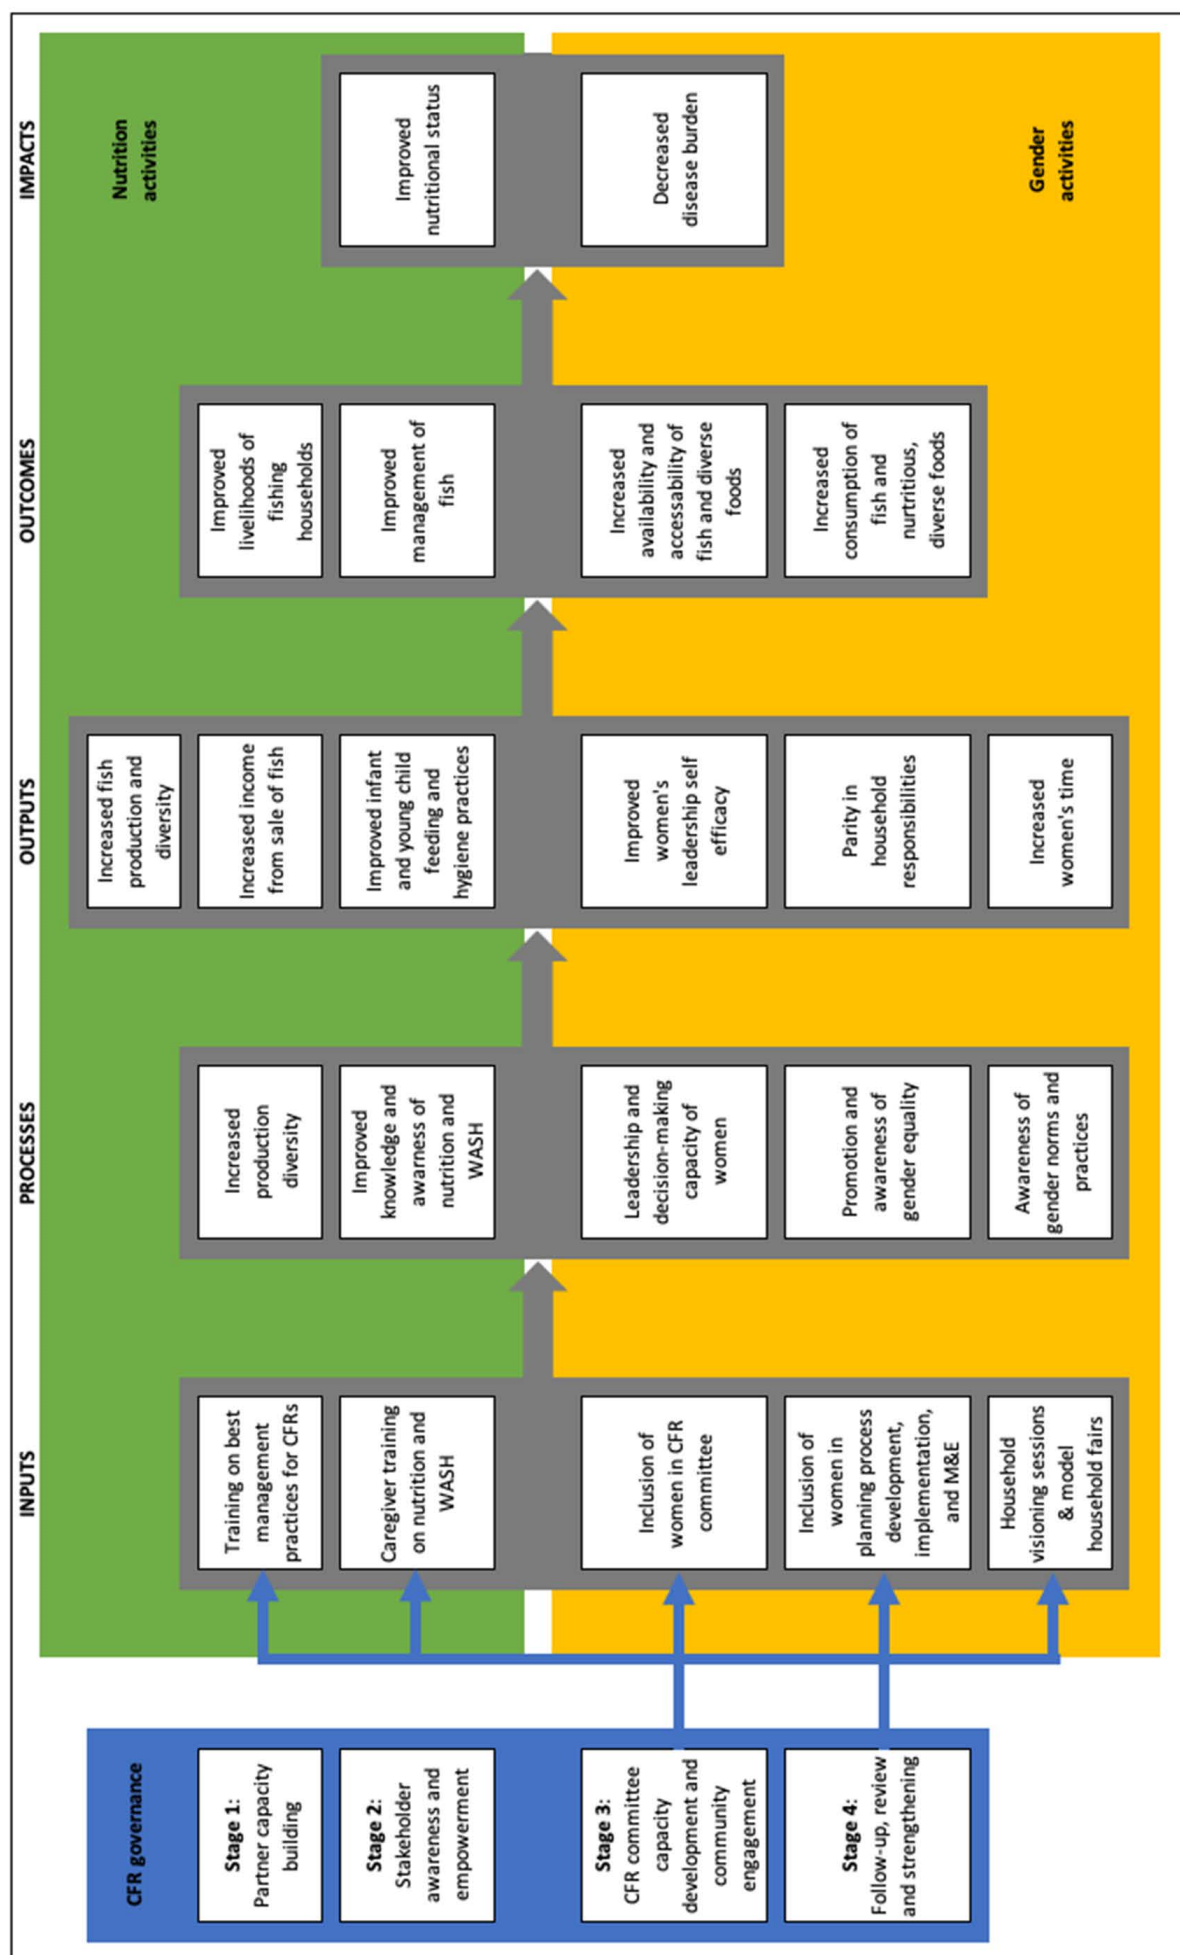 INPUTS
PROCESSES
OUTPUTS
OUTCOMES
IMPACTS
CFR governance
Stage 1:
Partner capacity
building
Stage 2:
Stakeholder
awareness and
empowerment
Stage 3:
CFR committee
capacity
development and
community
engagement
Stage 4:
Follow-up, review
and strengthening
Training on best
management
practices for CFRs
Caregiver training
on nutrition and
WASH
Inclusion of
women in CFR
committee
Inclusion of
women in
planning process
development,
implementation,
and M&E
Household
visioning sessions
& model
household fairs
Increased
production
diversity
Improved
knowledge and
awarness of
nutrition and
WASH
Leadership and
decision-making
capacity of
women
Promotion and
awareness of
gender equality
Awareness of
gender norms and
practices
Increased fish
production and
diversity
Increased income
from sale of fish
Improved infant
and young child
feeding and
hygiene practices
Improved
women's
leadership self
efficacy
Parity in
household
responsibilities
Increased
women's time
Improved
livelihoods of
fishing
households
Improved
management of
fish
Increased
availability and
accessability of
fish and diverse
foods
Increased
consumption of
fish and
nurtritious,
diverse foods
Nutrition
activities
Improved
nutritional status
Decreased
disease burden
Gender
activities